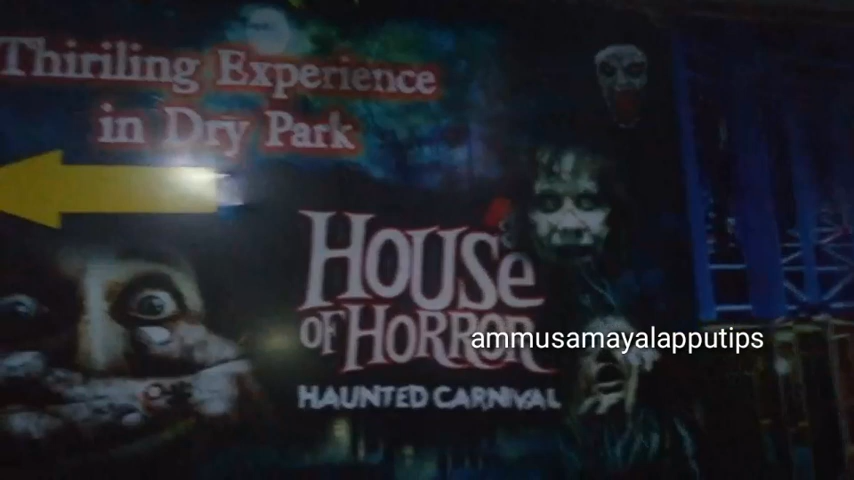 Thiriling Experience
in Dry Park
HOUSe
OF HORROR
HAUNTED CARNIVAL
ammusamayalapputips